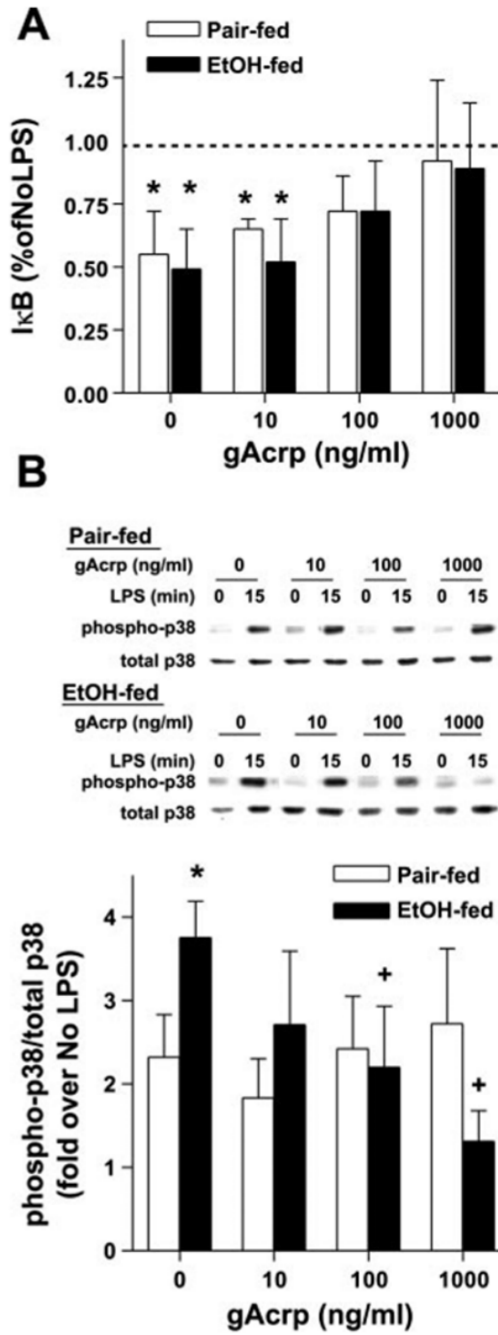 A
Pair-fed
EtOH-fed
IκB (%ofNoLPS)
1.25
1.00
0.75
0.50
0.25
0.00
* * * *
0 10 100 1000
gAcrp (ng/ml)
B
Pair-fed
gAcrp (ng/ml) 0 10 100 1000
LPS (min) 0 15 0 15 0 15 0 15
phospho-p38
total p38
EtOH-fed
gAcrp (ng/ml) 0 10 100 1000
LPS (min) 0 15 0 15 0 15 0 15
phospho-p38
total p38
Pair-fed
EtOH-fed
phospho-p38/total p38
(fold over No LPS)
4
3
2
1
0
* + +
0 10 100 1000
gAcrp (ng/ml)